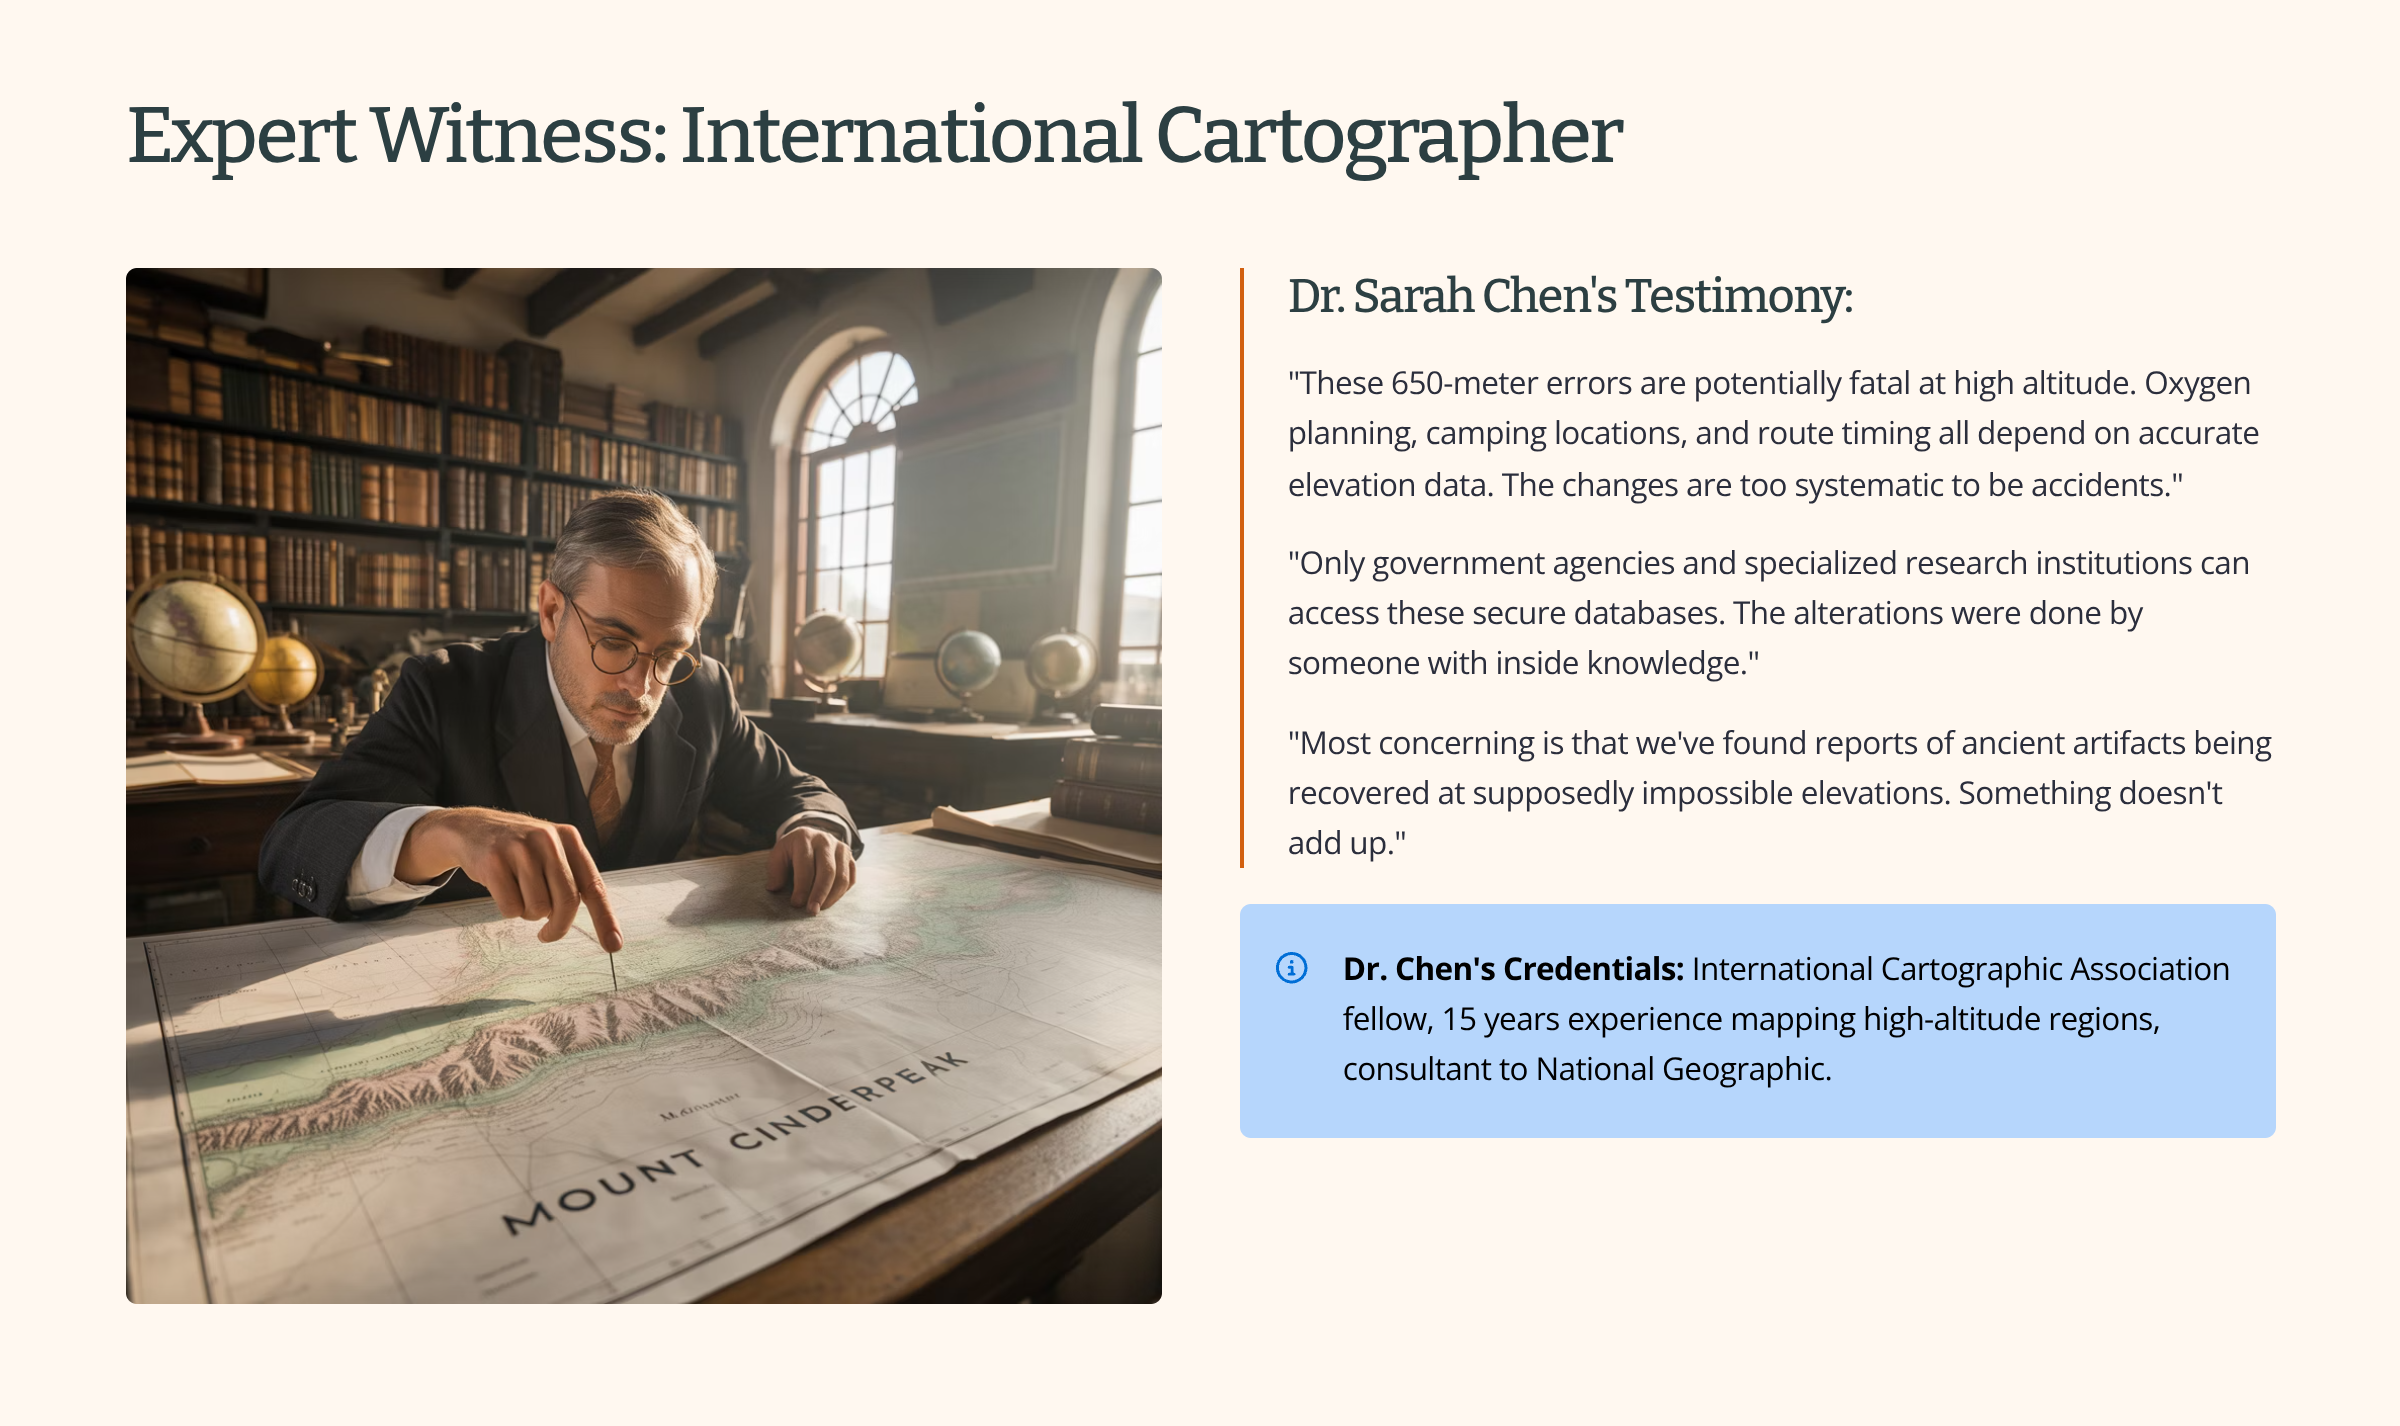 Expert Witness: International Cartographer
Dr. Sarah Chen's Testimony:
"These 650-meter errors are potentially fatal at high altitude. Oxygen
planning, camping locations, and route timing all depend on accurate
elevation data. The changes are too systematic to be accidents."
"Only government agencies and specialized research institutions can
access these secure databases. The alterations were done by
someone with inside knowledge."
"Most concerning is that we've found reports of ancient artifacts being
recovered at supposedly impossible elevations. Something doesn't
add up."
Dr. Chen's Credentials: International Cartographic Association
fellow, 15 years experience mapping high-altitude regions,
consultant to National Geographic.
MOUNT CINDERPEAK